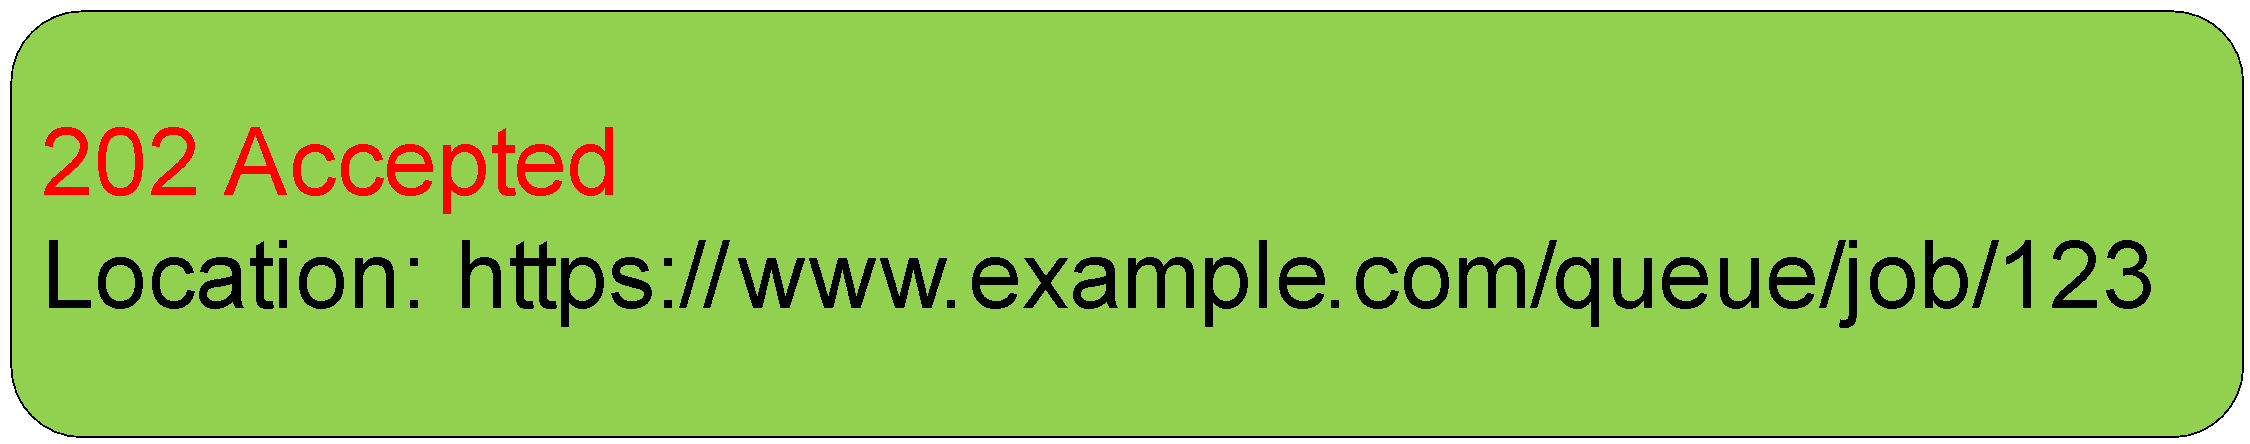 202 Accepted
Location: https://www.example.com/queue/job/123